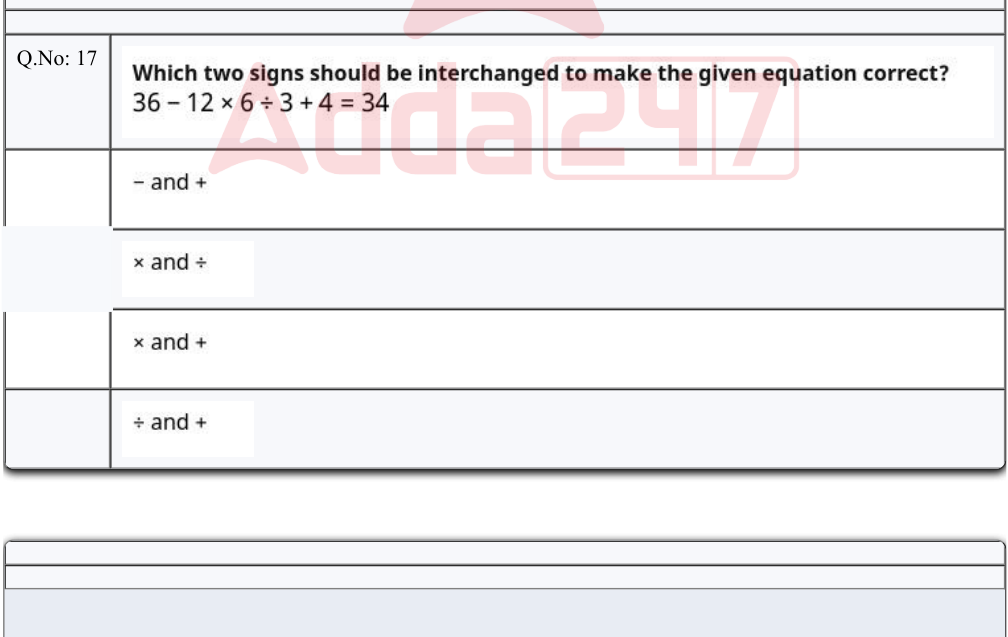 Q.No: 17
Which two signs should be interchanged to make the given equation correct?
36 − 12 × 6 ÷ 3 + 4 = 34
Adda247
− and +
× and ÷
× and +
÷ and +